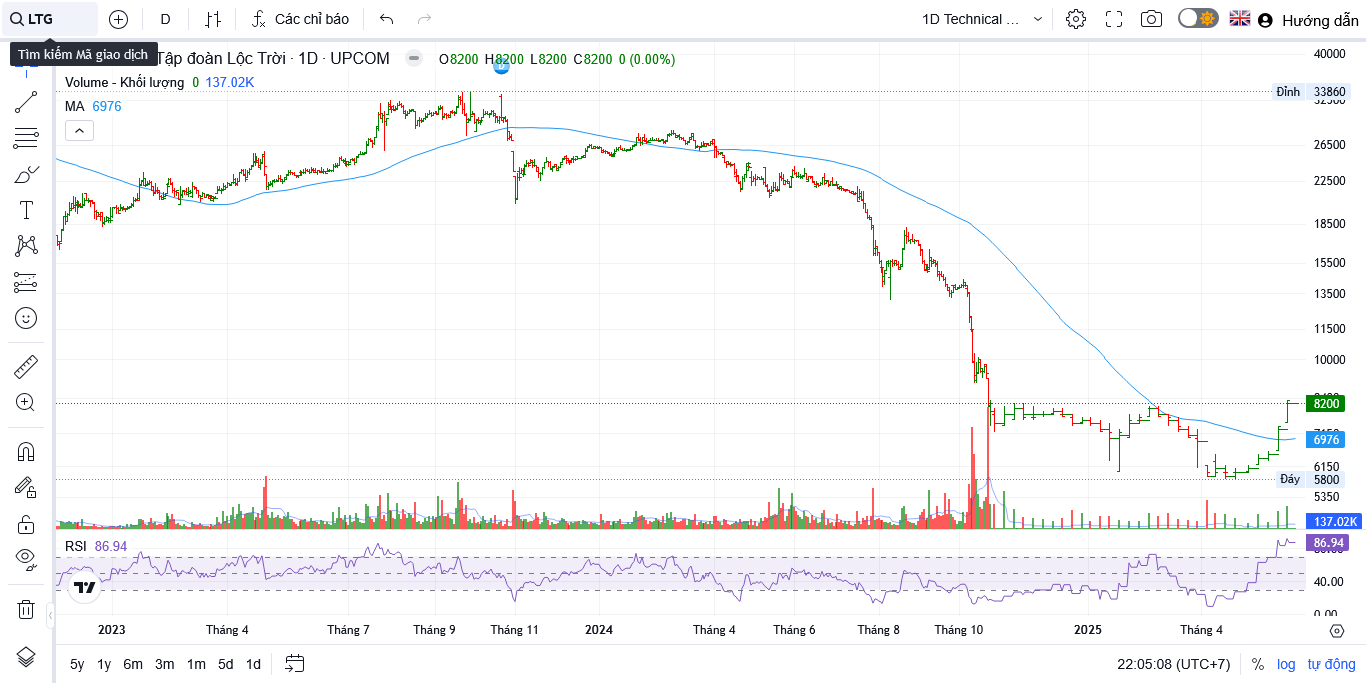 LTG D Các chỉ báo 1D Technical ... Hướng dẫn
Tìm kiếm Mã giao dịch
Tập đoàn Lộc Trời · 1D · UPCOM O8200 H8200 L8200 C8200 0 (0.00%)
Volume - Khối lượng 0 137.02K
MA 6976
D
40000
Đỉnh 33860
32500
26500
22500
18500
15500
13500
11500
10000
8200
7150
6976
6150
Đáy 5800
5350
137.02K
RSI 86.94
86.94
80.00
40.00
0.00
2023 Tháng 4 Tháng 7 Tháng 9 Tháng 11 2024 Tháng 4 Tháng 6 Tháng 8 Tháng 10 2025 Tháng 4
5y 1y 6m 3m 1m 5d 1d 22:05:08 (UTC+7) % log tự động